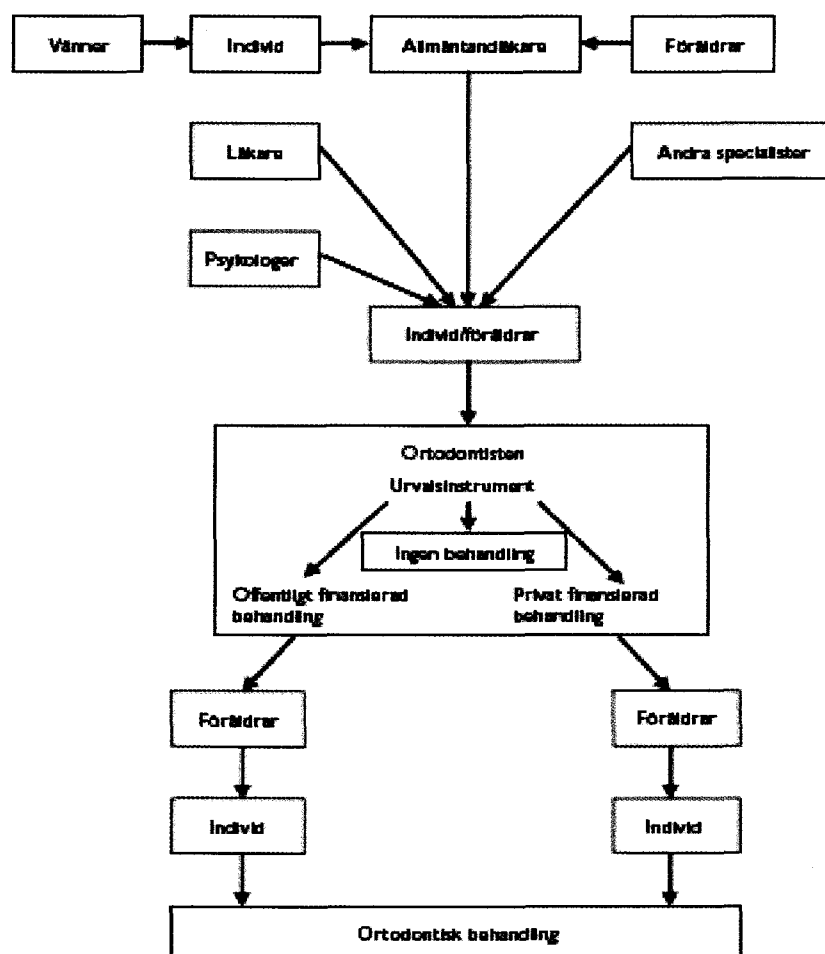 Vänner
Individ
Allmäntandläkare
Föräldrar
Läkare
Andra specialister
Psykologer
Individ/föräldrar
Ortodontisten
Urvalsinstrument
Ingen behandling
Offentligt finansierad
behandling
Privat finansierad
behandling
Föräldrar
Föräldrar
Individ
Individ
Ortodontisk behandling